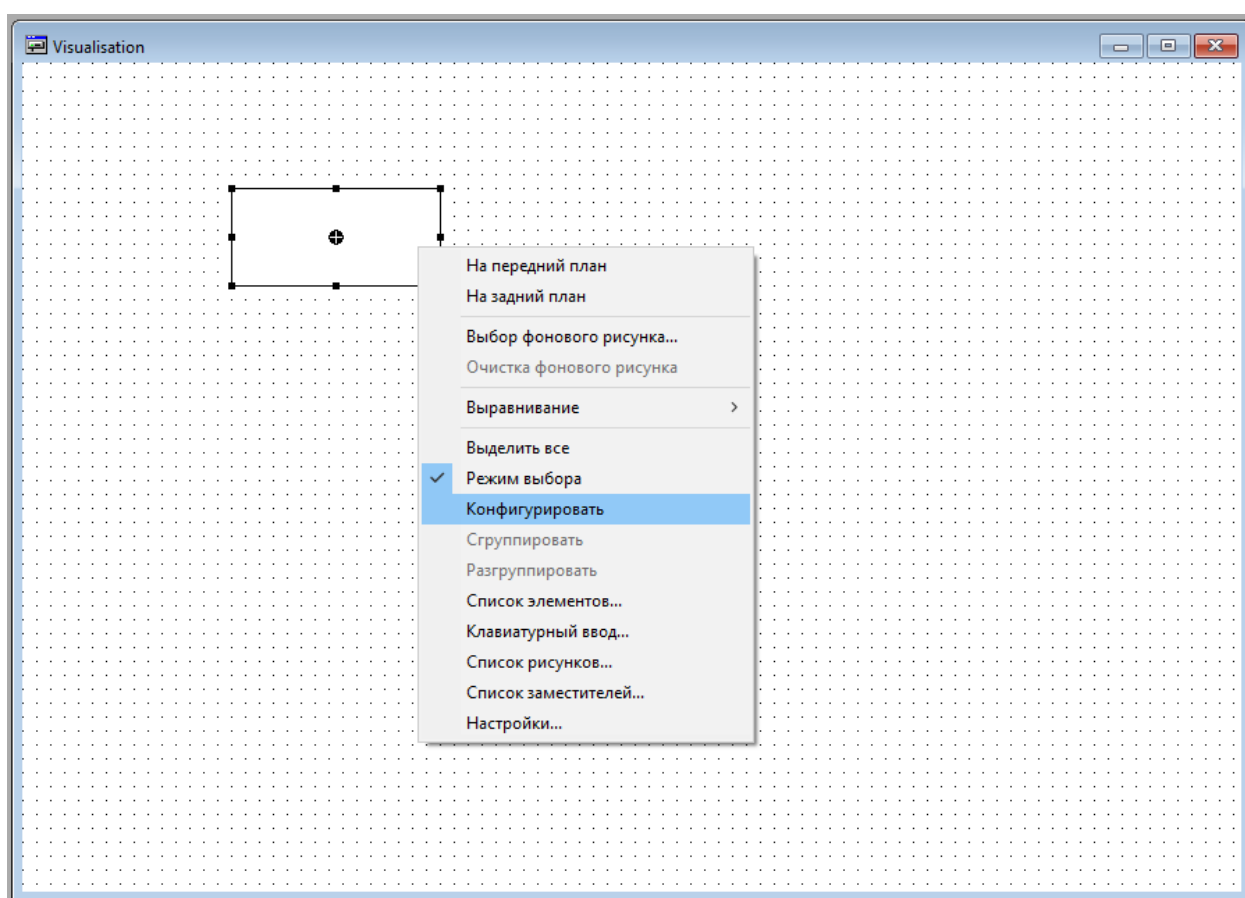 Visualisation
На передний план
На задний план
Выбор фонового рисунка...
Очистка фонового рисунка
Выравнивание
Выделить все
Режим выбора
Конфигурировать
Сгруппировать
Разгруппировать
Список элементов...
Клавиатурный ввод...
Список рисунков...
Список заместителей...
Настройки...